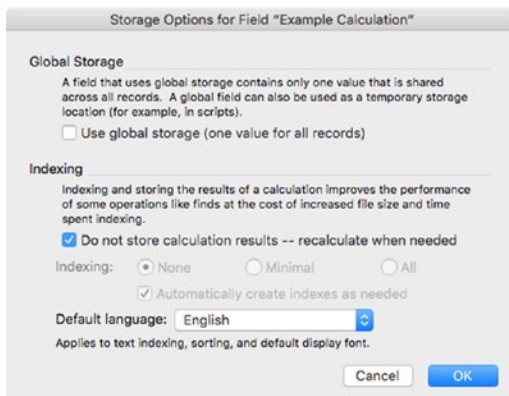 Storage Options for Field “Example Calculation”
Global Storage
A field that uses global storage contains only one value that is shared
across all records. A global field can also be used as a temporary storage
location (for example, in scripts).
Use global storage (one value for all records)
Indexing
Indexing and storing the results of a calculation improves the performance
of some operations like finds at the cost of increased file size and time
spent indexing.
Do not store calculation results -- recalculate when needed
Indexing: None Minimal All
Automatically create indexes as needed
Default language: English
Applies to text indexing, sorting, and default display font.
Cancel OK